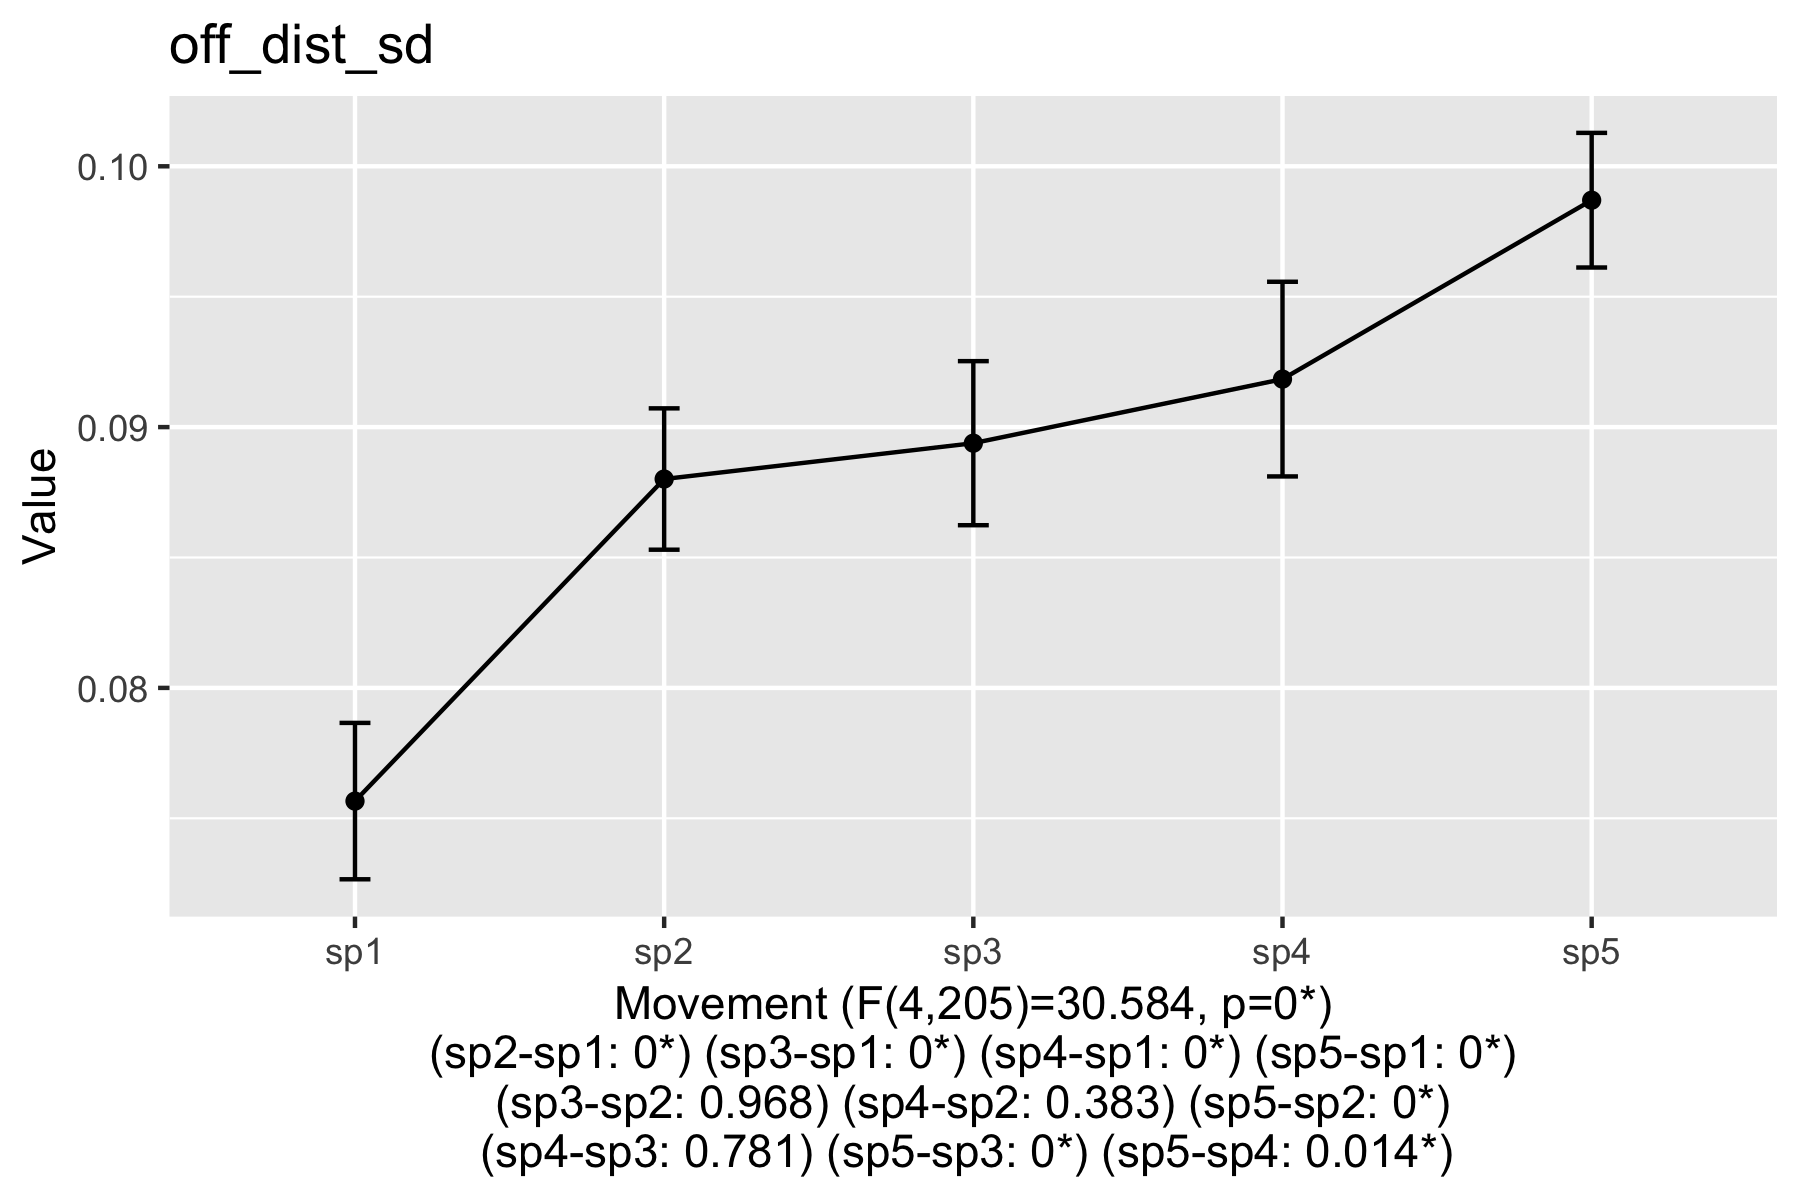 off_dist_sd
Value
0.10
0.09
0.08
sp1 sp2 sp3 sp4 sp5
Movement (F(4,205)=30.584, p=0*)
(sp2-sp1: 0*) (sp3-sp1: 0*) (sp4-sp1: 0*) (sp5-sp1: 0*)
(sp3-sp2: 0.968) (sp4-sp2: 0.383) (sp5-sp2: 0*)
(sp4-sp3: 0.781) (sp5-sp3: 0*) (sp5-sp4: 0.014*)